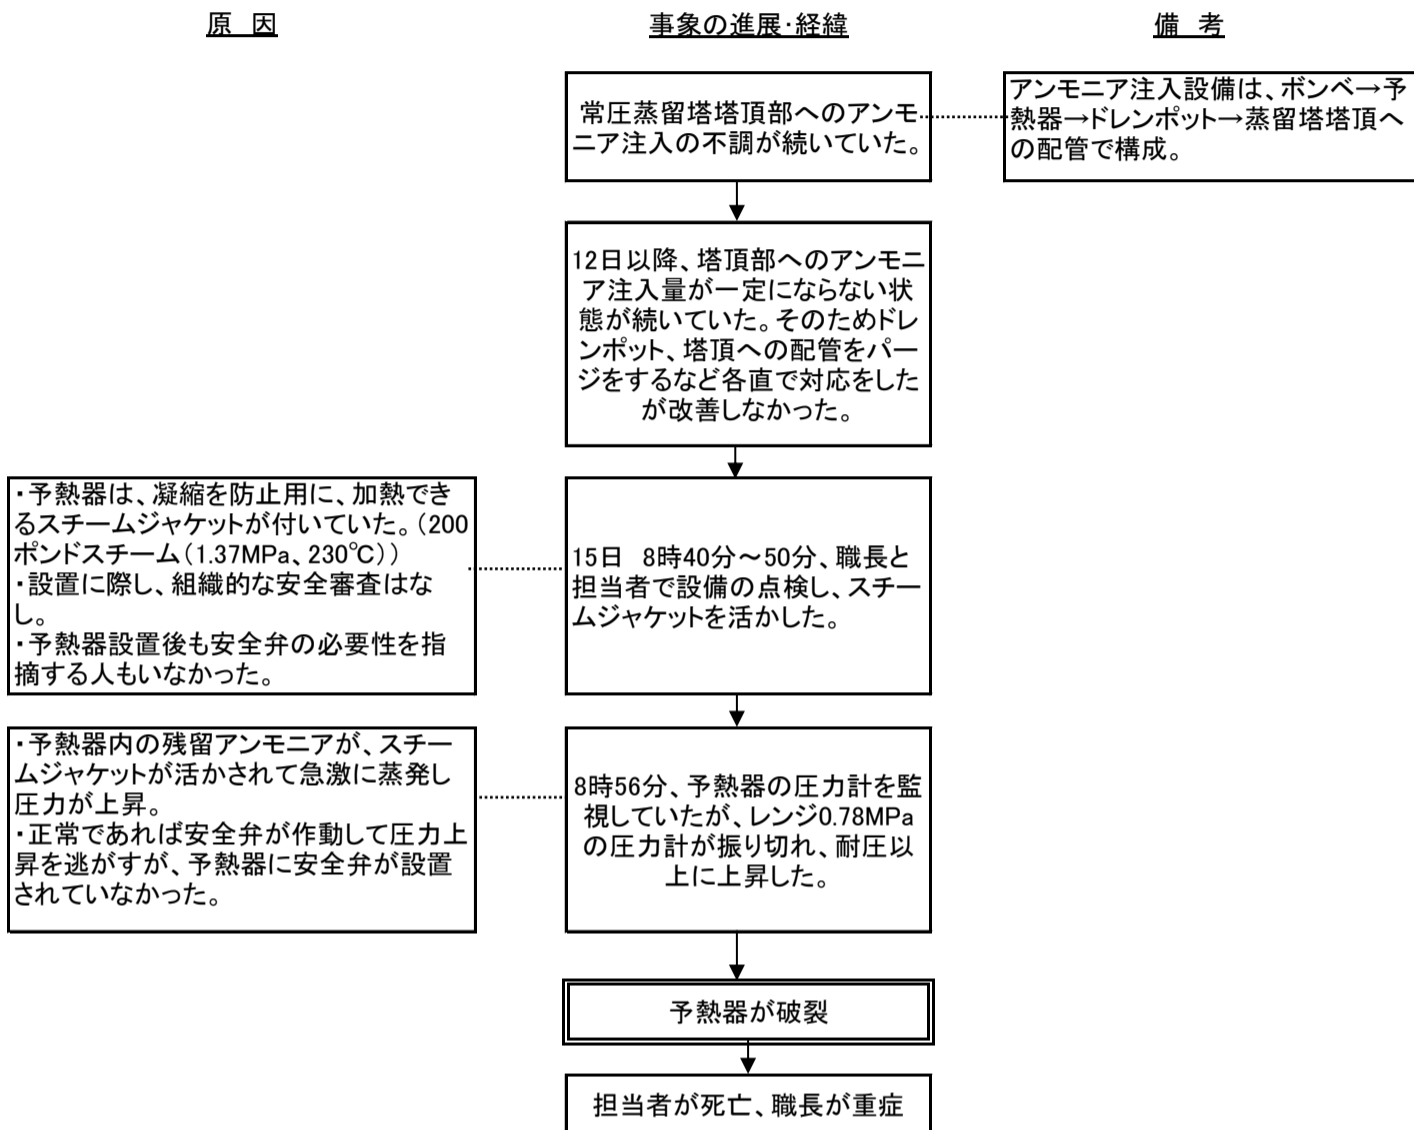 原　因
事象の進展・経緯
備　考
常圧蒸留塔塔頂部へのアンモ
ニア注入の不調が続いていた。
アンモニア注入設備は、ボンベ→予
熱器→ドレンポット→蒸留塔塔頂へ
の配管で構成。
12日以降、塔頂部へのアンモニ
ア注入量が一定にならない状
態が続いていた。そのためドレ
ンポット、塔頂への配管をパー
ジをするなど各直で対応をした
が改善しなかった。
・予熱器は、凝縮を防止用に、加熱でき
るスチームジャケットが付いていた。（200
ポンドスチーム（1.37MPa、230℃））
・設置に際し、組織的な安全審査はな
し。
・予熱器設置後も安全弁の必要性を指
摘する人もいなかった。
15日　8時40分～50分、職長と
担当者で設備の点検し、スチー
ムジャケットを活かした。
・予熱器内の残留アンモニアが、スチー
ムジャケットが活かされて急激に蒸発し
圧力が上昇。
・正常であれば安全弁が作動して圧力上
昇を逃がすが、予熱器に安全弁が設置
されていなかった。
8時56分、予熱器の圧力計を監
視していたが、レンジ0.78MPa
の圧力計が振り切れ、耐圧以
上に上昇した。
予熱器が破裂
担当者が死亡、職長が重症